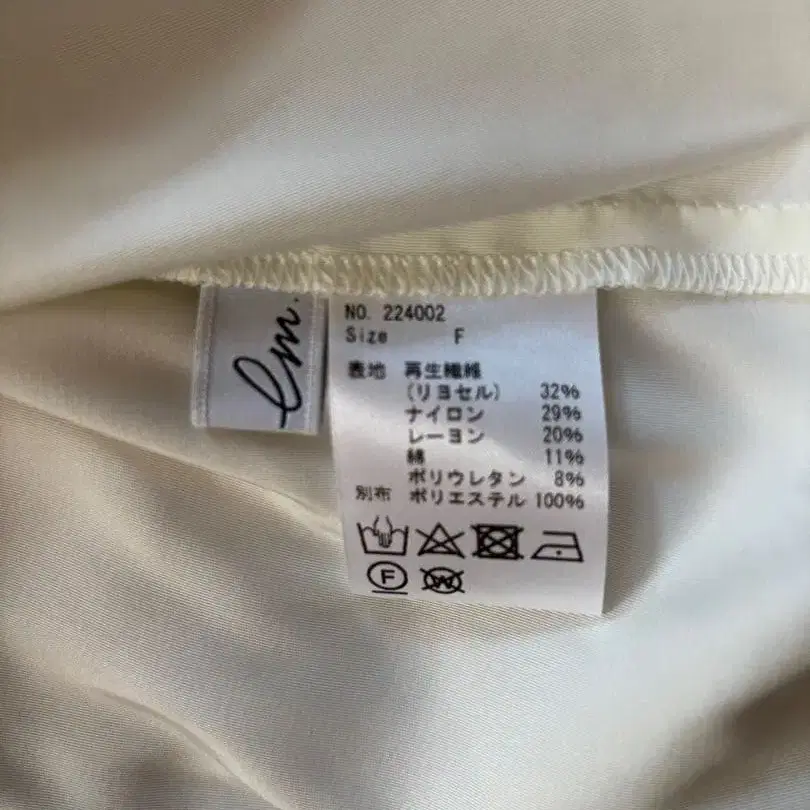 lm.
NO. 224002
Size F
表地 再生繊維
(リヨセル) 32%
ナイロン 29%
レーヨン 20%
綿 11%
ポリウレタン 8%
別布 ポリエステル 100%
F
W